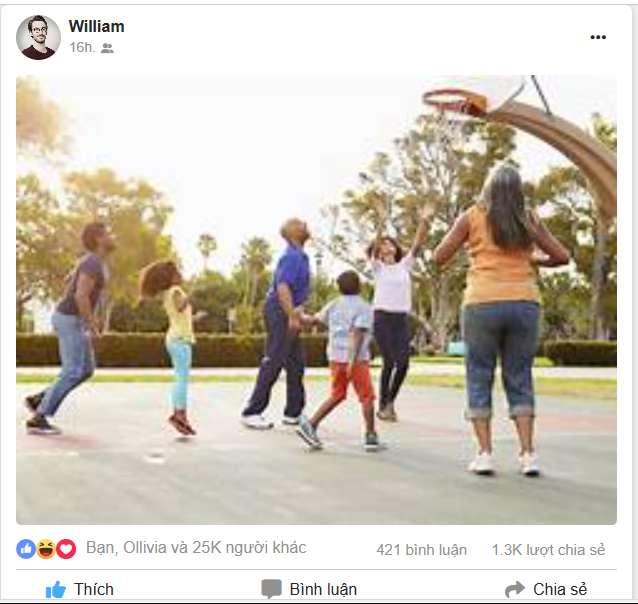 William
16h.
Bạn, Ollivia và 25K người khác
421 bình luận
1.3K lượt chia sẻ
Thích
Bình luận
Chia sẻ